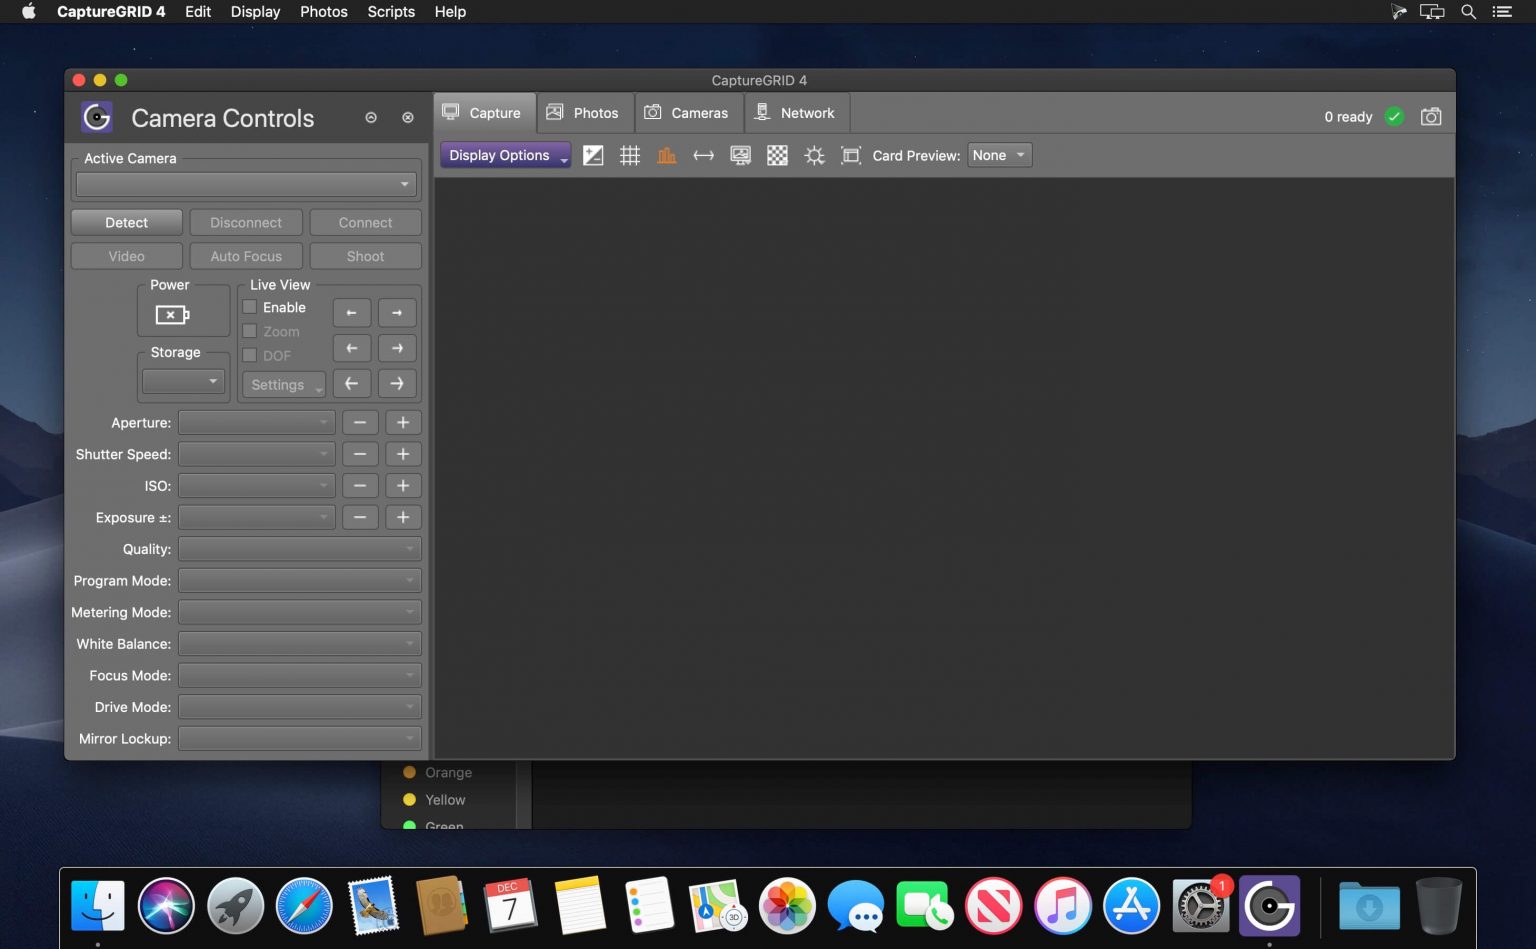 CaptureGRID 4 Edit Display Photos Scripts Help
CaptureGRID 4
Camera Controls
Capture Photos Cameras Network
0 ready
Display Options
Card Preview: None
Active Camera
Detect Disconnect Connect
Video Auto Focus Shoot
Power
Live View
Enable
Zoom
DOF
Storage
Settings
Aperture:
Shutter Speed:
ISO:
Exposure ±:
Quality:
Program Mode:
Metering Mode:
White Balance:
Focus Mode:
Drive Mode:
Mirror Lockup:
Orange
Yellow
Green
DEC
7
3D
1